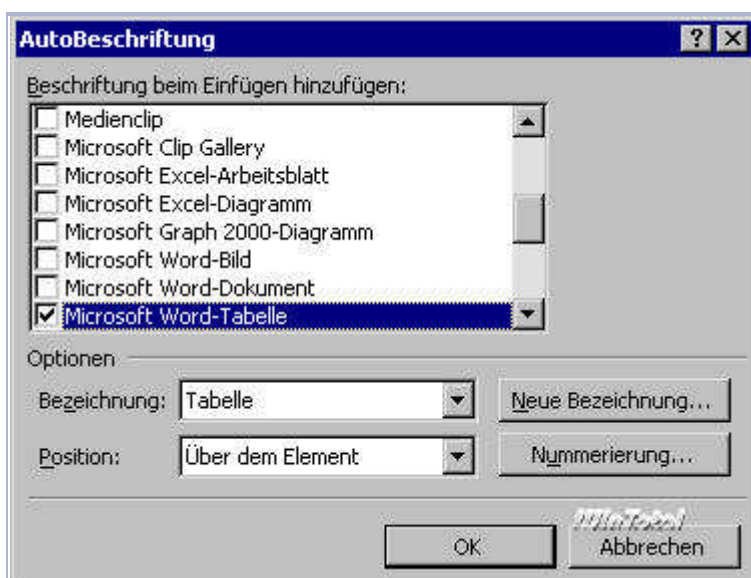 AutoBeschriftung
Beschriftung beim Einfügen hinzufügen:
Medienclip
Microsoft Clip Gallery
Microsoft Excel-Arbeitsblatt
Microsoft Excel-Diagramm
Microsoft Graph 2000-Diagramm
Microsoft Word-Bild
Microsoft Word-Dokument
Microsoft Word-Tabelle
Optionen
Bezeichnung: Tabelle Neue Bezeichnung...
Position: Über dem Element Nummerierung...
WinTotal
OK Abbrechen